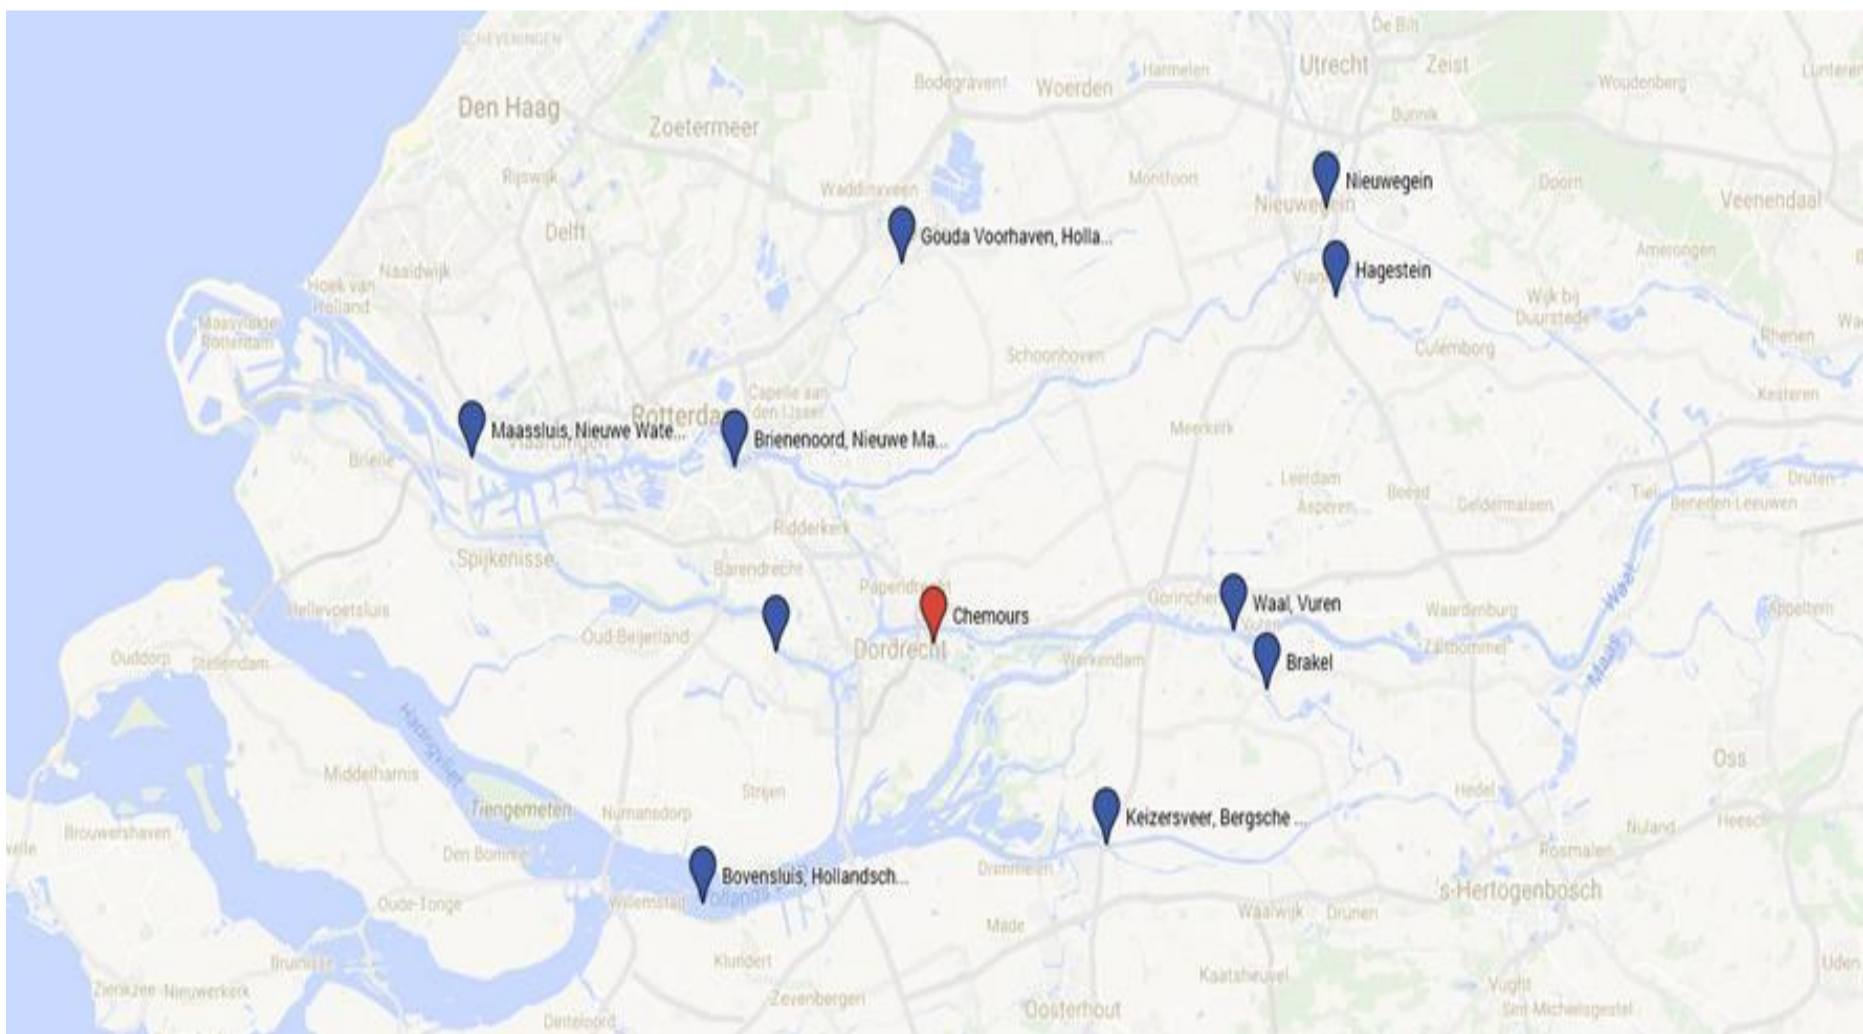 De Bilt
SCHEVENINGEN
Utrecht
Zeist
Harmelen
Lunteren
Bodegraven
Woerden
Woudenberg
Den Haag
Bunnik
Zoetermeer
Rijswijk
Waddinxveen
Montfoort
Nieuwegein
Doorn
Veenendaal
Nieuwegein
Delft
Gouda Voorhaven, Holla...
Amerongen
Naaldwijk
Hagestein
Hoek van
Holland
Wijk bij
Duurstede
Maasvlakte
Rotterdam
Rhenen
Schoonhoven
Culemborg
Capelle aan
den IJssel
Kesteren
Rotterdam
Maassluis, Nieuwe Wate...
Brienenoord, Nieuwe Ma...
Vlaardingen
Meerkerk
Brielle
Leerdam
Beesd
Geldermalsen
Tiel
Druten
Asperen
Beneden-Leeuwen
Ridderkerk
Spijkenisse
Barendrecht
Papendrecht
Waal
Gorinchem
Waal, Vuren
Hellevoetsluis
Chemours
Waardenburg
Appeltern
Vuren
Oud-Beijerland
Dordrecht
Zaltbommel
Ouddorp
Stellendam
Werkendam
Brakel
Maas
Haringvliet
Oss
Middelharnis
Strijen
Hedel
Tiengemeten
Numansdorp
Keizersveer, Bergsche ...
Heesch
Nuland
Brouwershaven
Den Bommel
Rosmalen
Drimmelen
Bovensluis, Hollandsch...
's-Hertogenbosch
Willemstad
Oude-Tonge
Waalwijk
Drunen
Made
Klundert
Bruinisse
Kaatsheuvel
Uden
Vught
Zierikzee
Nieuwerkerk
Zevenbergen
Oosterhout
Sint-Michielsgestel
Dinteloord